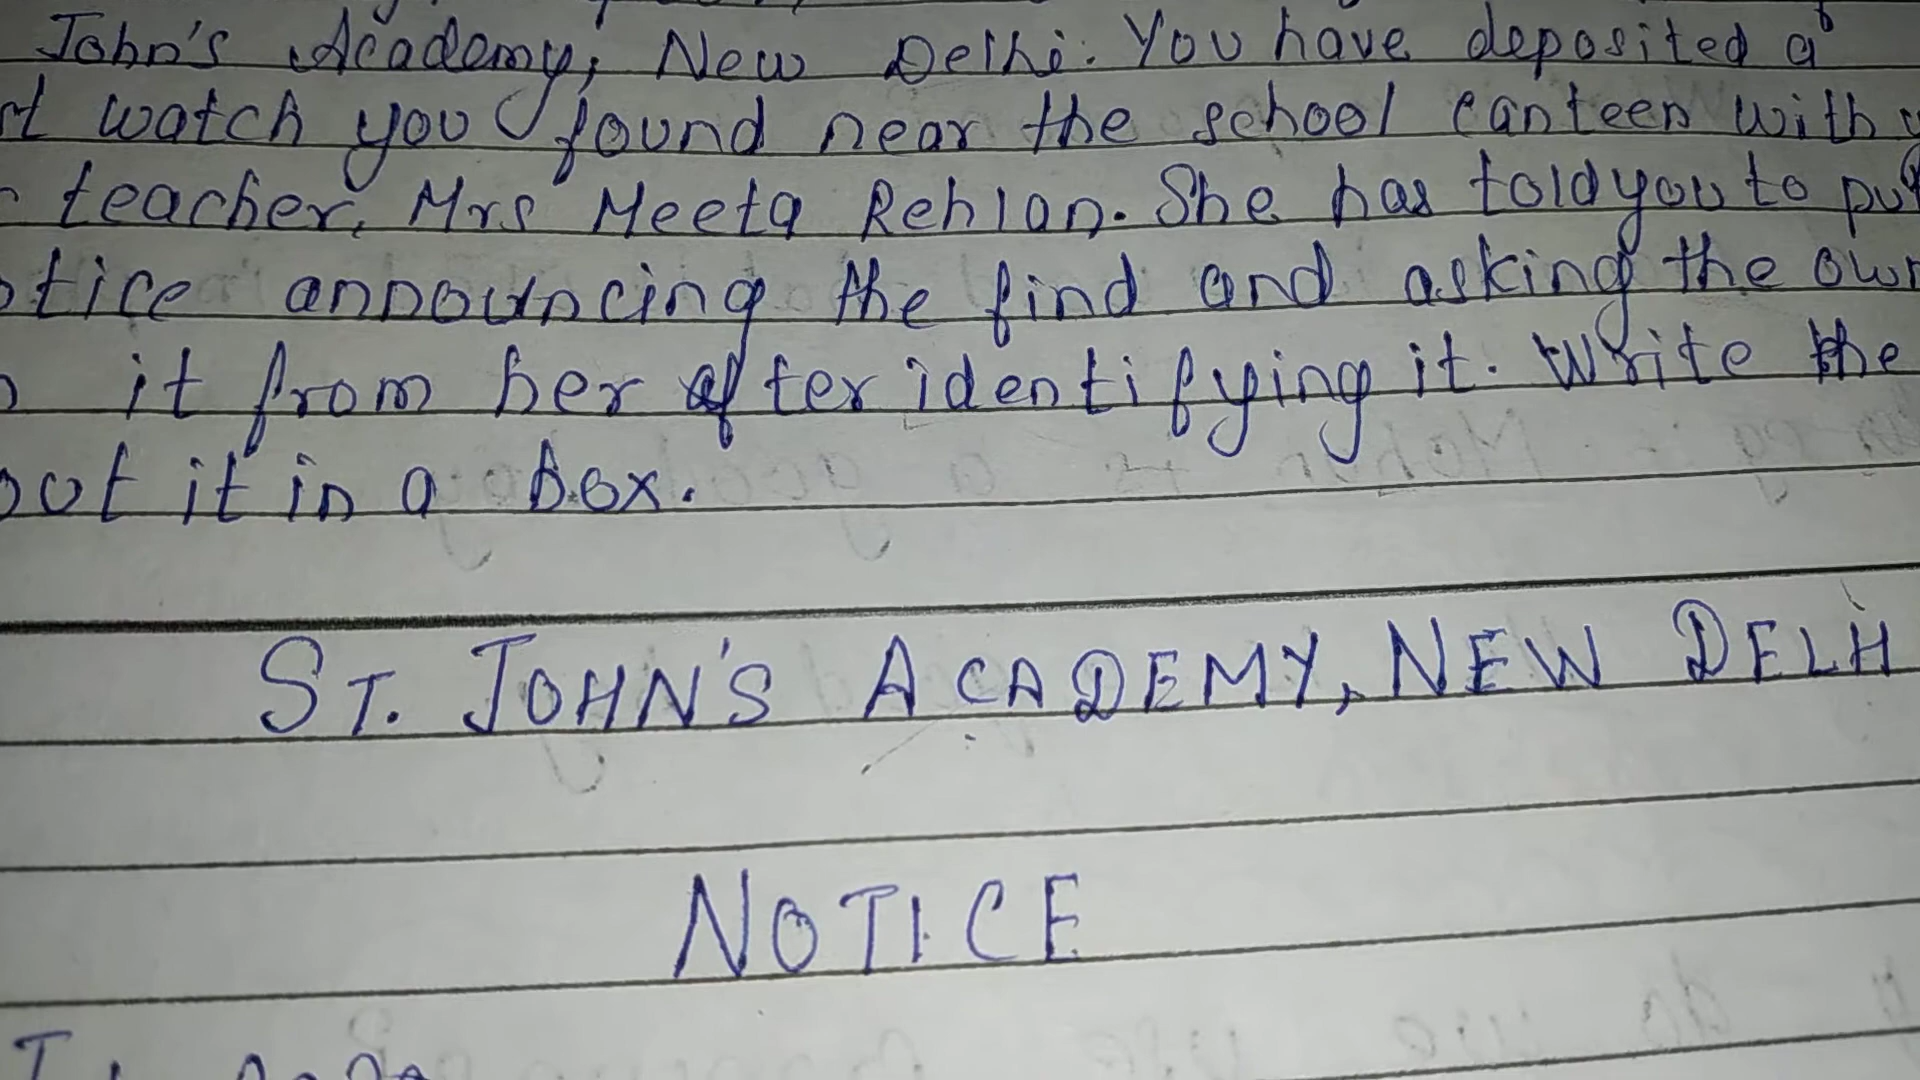 John's Academy, New Delhi. You have deposited a
watch you found near the school canteen with
teacher, Mrs Meeta Rehlan. She has told you to
announcing the find and asking the
it from her after identifying it. Write the
it in a box.
ST. JOHN'S ACADEMY, NEW DELH
NOTICE